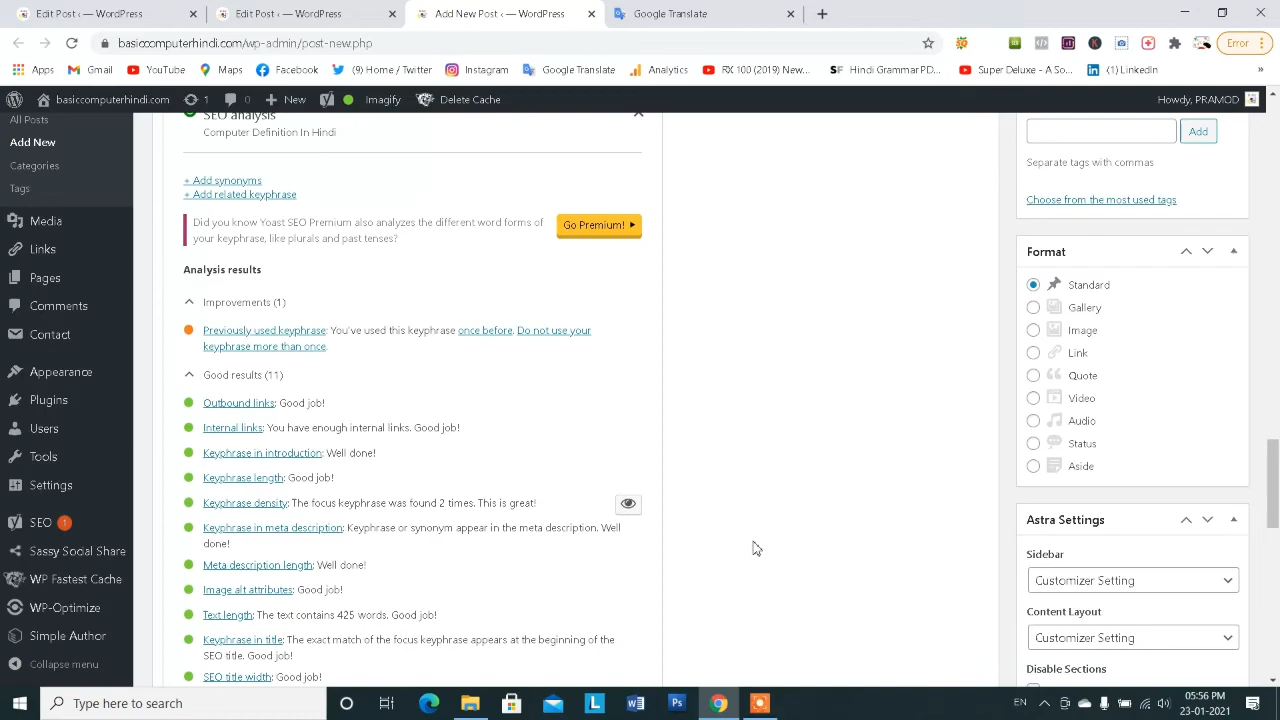 Edit Post ‹ — WordPress
Edit Post ‹ — WordPress
Add New Post ‹ — WordPress
Google Translate
basiccomputerhindi.com/wp-admin/post-new.php
Error
Apps
Gmail
YouTube
Maps
Facebook
(9) Home / Twitter
Instagram
Google Translate
Analytics
RX 100 (2019) New...
Hindi Grammar PD...
Super Deluxe - A So...
(1) LinkedIn
»
basiccomputerhindi.com
1
0
New
Imagify
Delete Cache
Howdy, PRAMOD
All Posts
Add New
Categories
Tags
Media
Links
Pages
Comments
Contact
Appearance
Plugins
Users
Tools
Settings
SEO 1
Sassy Social Share
WP Fastest Cache
WP-Optimize
Simple Author
Collapse menu
SEO analysis
Computer Definition In Hindi
+ Add synonyms
+ Add related keyphrase
Did you know Yoast SEO Premium also analyzes the different word forms of
your keyphrase, like plurals and past tenses?
Go Premium!
Analysis results
Improvements (1)
Previously used keyphrase: You've used this keyphrase once before. Do not use your
keyphrase more than once.
Good results (11)
Outbound links: Good job!
Internal links: You have enough internal links. Good job!
Keyphrase in introduction: Well done!
Keyphrase length: Good job!
Keyphrase density: The focus keyphrase was found 2 times. This is great!
Keyphrase in meta description: Keyphrase or synonym appear in the meta description. Well
done!
Meta description length: Well done!
Image alt attributes: Good job!
Text length: The text contains 425 words. Good job!
Keyphrase in title: The exact match of the focus keyphrase appears at the beginning of the
SEO title. Good job!
SEO title width: Good job!
Add
Separate tags with commas
Choose from the most used tags
Format
Standard
Gallery
Image
Link
Quote
Video
Audio
Status
Aside
Astra Settings
Sidebar
Customizer Setting
Content Layout
Customizer Setting
Disable Sections
Type here to search
EN
05:56 PM
23-01-2021